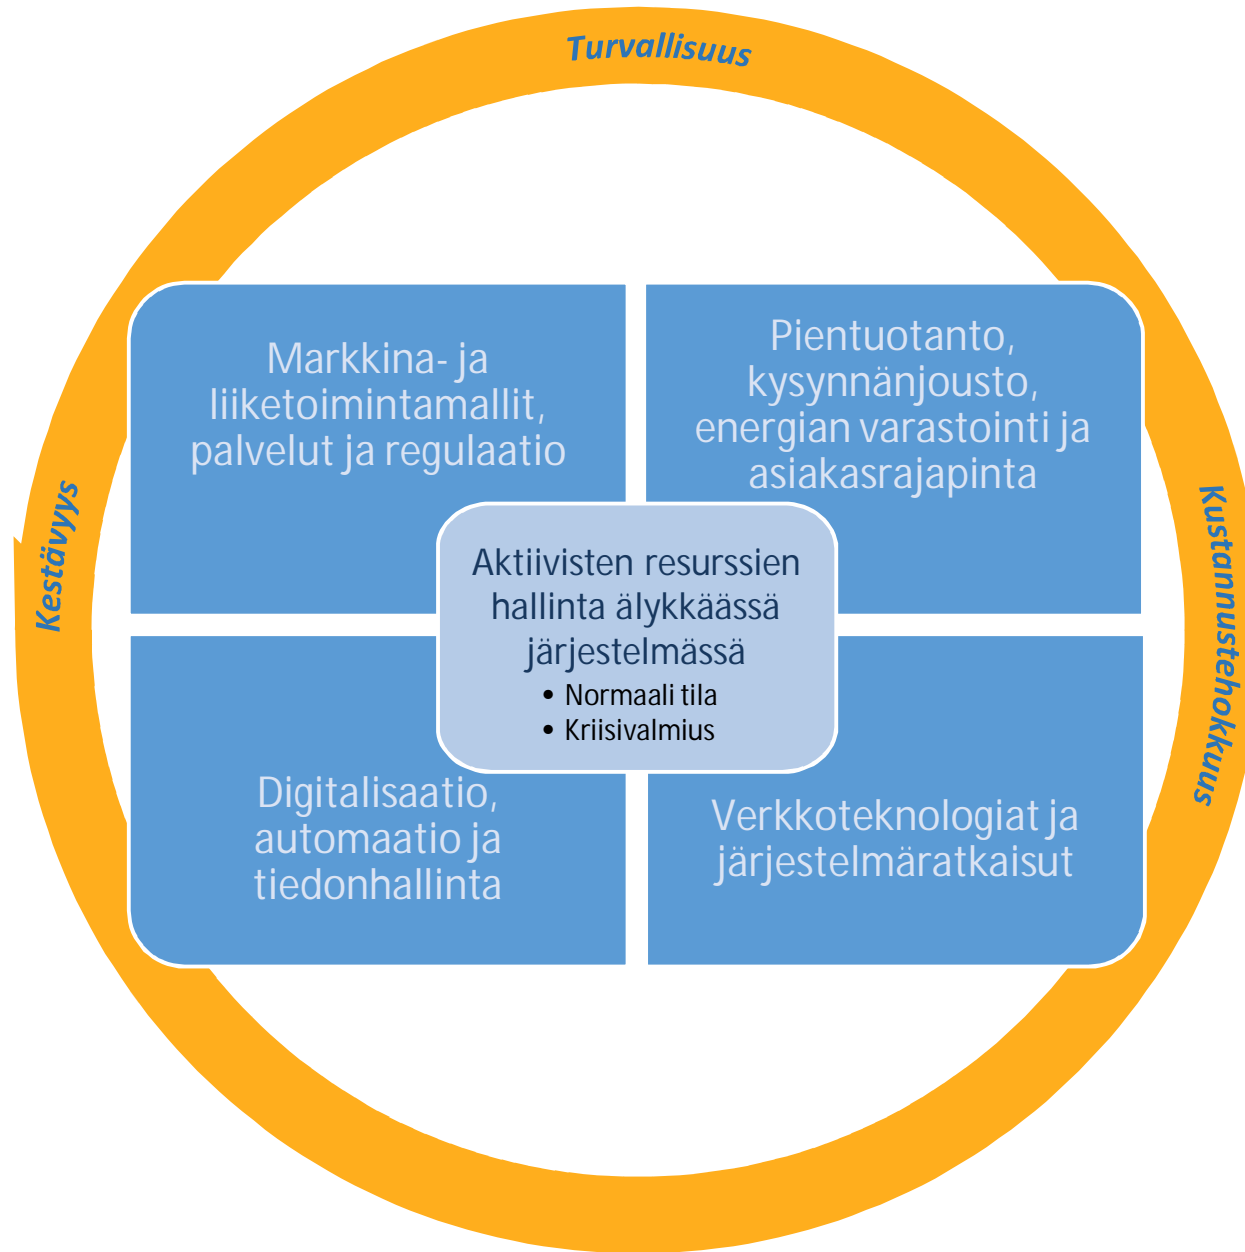 Turvallisuus
Markkina- ja
liiketoimintamallit,
palvelut ja regulaatio
Pientuotanto,
kysynnänjousto,
energian varastointi ja
asiakasrajapinta
Kestävyys
Kustannustehokkuus
Aktiivisten resurssien
hallinta älykkäässä
järjestelmässä
• Normaali tila
• Kriisivalmius
Digitalisaatio,
automaatio ja
tiedonhallinta
Verkkoteknologiat ja
järjestelmäratkaisut